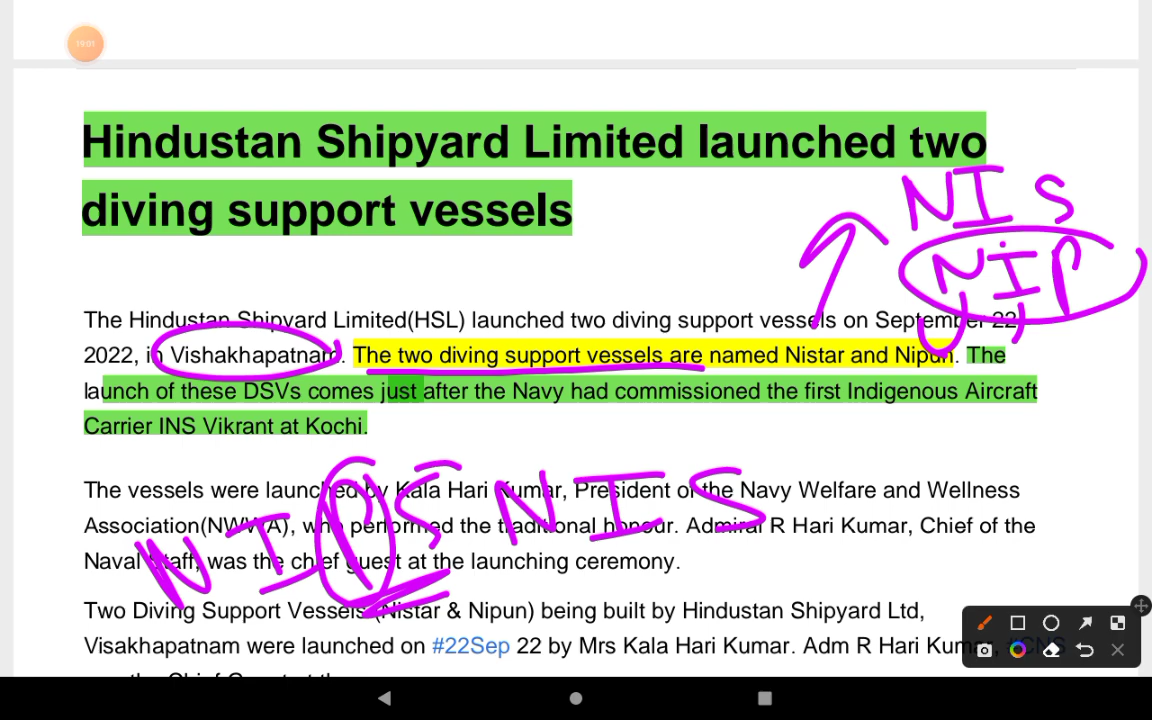 19:01
Hindustan Shipyard Limited launched two
diving support vessels
NIS
NIP
The Hindustan Shipyard Limited(HSL) launched two diving support vessels on September 22,
2022, in Vishakhapatnam. The two diving support vessels are named Nistar and Nipun. The
launch of these DSVs comes just after the Navy had commissioned the first Indigenous Aircraft
Carrier INS Vikrant at Kochi.
The vessels were launched by Kala Hari Kumar, President of the Navy Welfare and Wellness
Association(NWWA), who performed the traditional honour. Admiral R Hari Kumar, Chief of the
Naval Staff, was the chief guest at the launching ceremony.
NIPS NIS
Two Diving Support Vessels (Nistar & Nipun) being built by Hindustan Shipyard Ltd,
Visakhapatnam were launched on #22Sep 22 by Mrs Kala Hari Kumar. Adm R Hari Kumar, #CNS